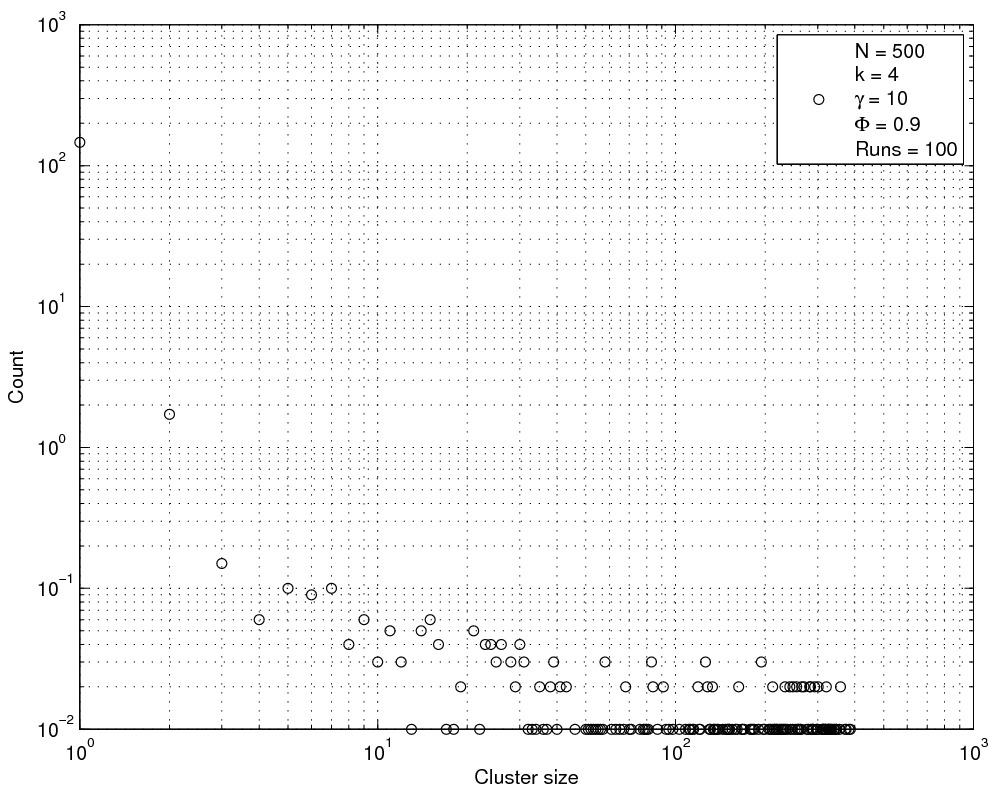 10^3
10^2
10^1
10^0
10^-1
10^-2
Count
N = 500
k = 4
γ = 10
Φ = 0.9
Runs = 100
10^0 10^1 10^2 10^3
Cluster size